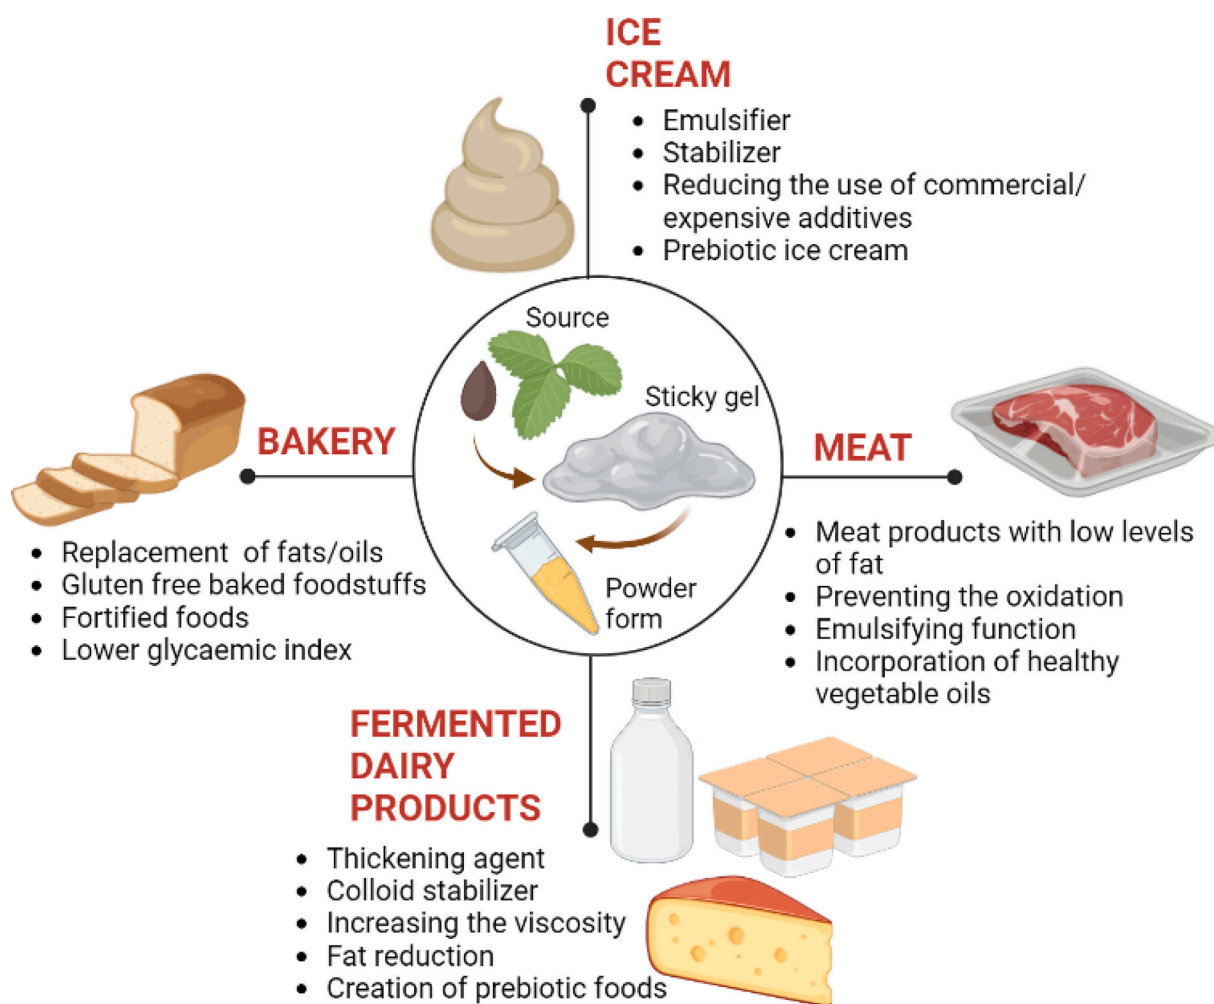 ICE
CREAM
• Emulsifier
• Stabilizer
• Reducing the use of commercial/
expensive additives
• Prebiotic ice cream
Source
Sticky gel
Powder
form
BAKERY
• Replacement of fats/oils
• Gluten free baked foodstuffs
• Fortified foods
• Lower glycaemic index
MEAT
• Meat products with low levels
of fat
• Preventing the oxidation
• Emulsifying function
• Incorporation of healthy
vegetable oils
FERMENTED
DAIRY
PRODUCTS
• Thickening agent
• Colloid stabilizer
• Increasing the viscosity
• Fat reduction
• Creation of prebiotic foods